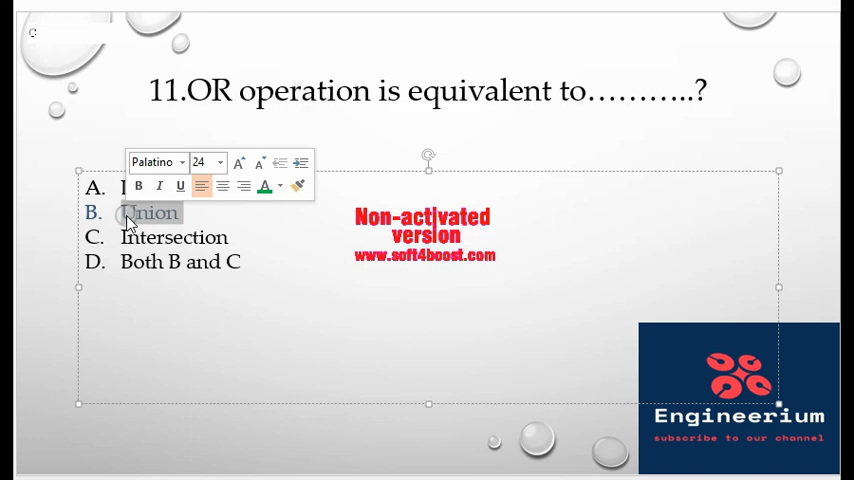 11.OR operation is equivalent to………..?
Palatino 24
A.
B. Union
C. Intersection
D. Both B and C
Non-activated
version
www.soft4boost.com
Engineerium
subscribe to our channel